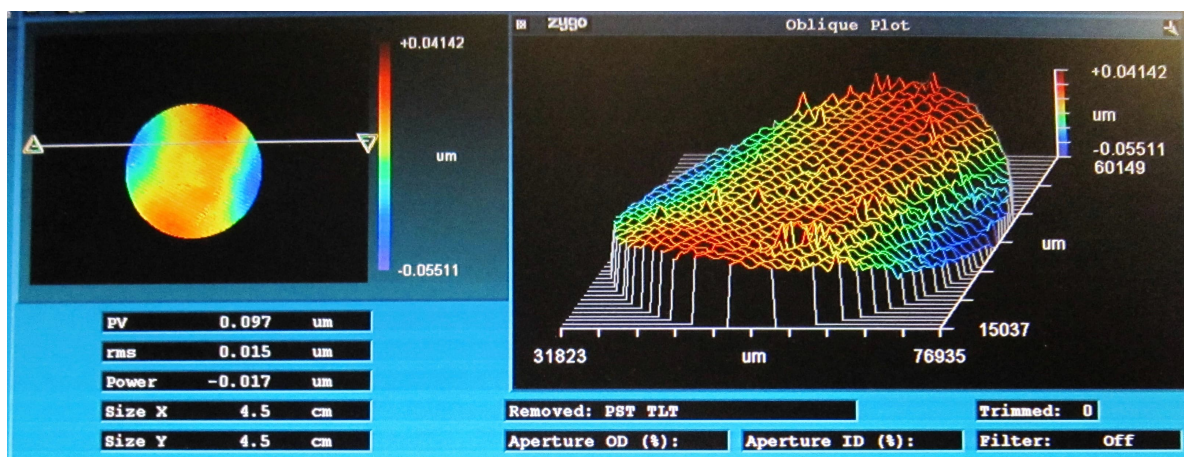 +0.04142
um
-0.05511
PV 0.097 um
rms 0.015 um
Power -0.017 um
Size X 4.5 cm
Size Y 4.5 cm
zygo Oblique Plot
+0.04142
um
-0.05511
60149
um
15037
31823 um 76935
Removed: PST TLT
Trimmed: 0
Aperture OD (%):
Aperture ID (%):
Filter: Off